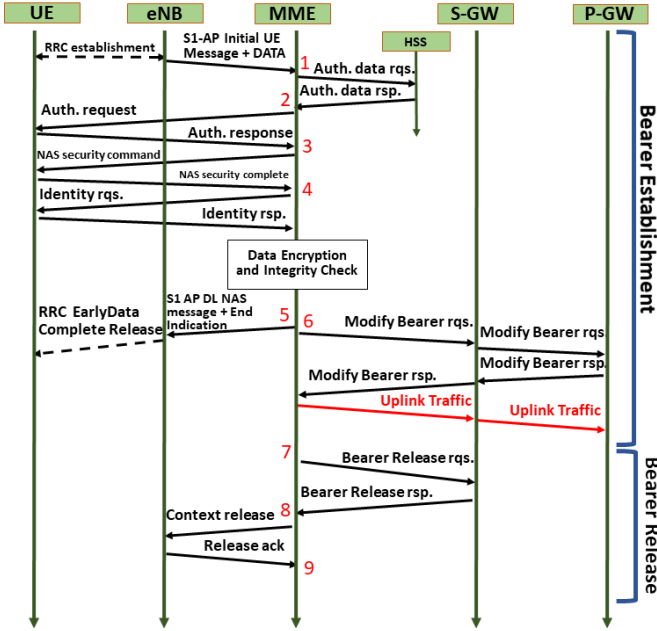 UE eNB MME S-GW P-GW
HSS
RRC establishment
S1-AP Initial UE
Message + DATA
1
Auth. data rqs.
Auth. data rsp.
2
Auth. request
Auth. response
3
NAS security command
NAS security complete
4
Identity rqs.
Identity rsp.
Data Encryption
and Integrity Check
S1 AP DL NAS
message + End
Indication
RRC EarlyData
Complete Release
5
6
Modify Bearer rqs.
Modify Bearer rqs.
Modify Bearer rsp.
Modify Bearer rsp.
Uplink Traffic
Uplink Traffic
7
Bearer Release rqs.
Bearer Release rsp.
8
Context release
Release ack
9
Bearer Establishment
Bearer Release